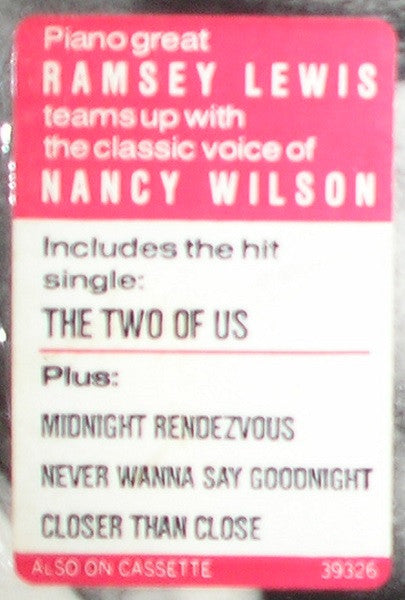 Piano great
RAMSEY LEWIS
teams up with
the classic voice of
NANCY WILSON
Includes the hit
single:
THE TWO OF US
Plus:
MIDNIGHT RENDEZVOUS
NEVER WANNA SAY GOODNIGHT
CLOSER THAN CLOSE
ALSO ON CASSETTE 39326